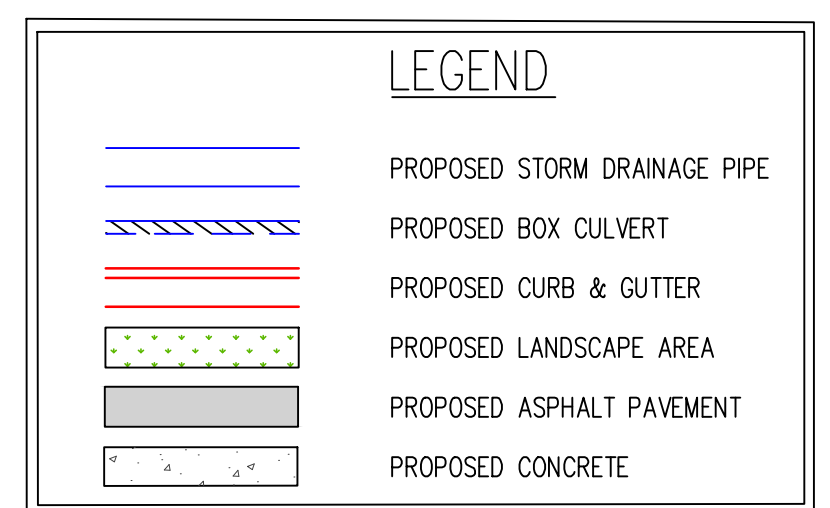 LEGEND
PROPOSED STORM DRAINAGE PIPE
PROPOSED BOX CULVERT
PROPOSED CURB & GUTTER
PROPOSED LANDSCAPE AREA
PROPOSED ASPHALT PAVEMENT
PROPOSED CONCRETE